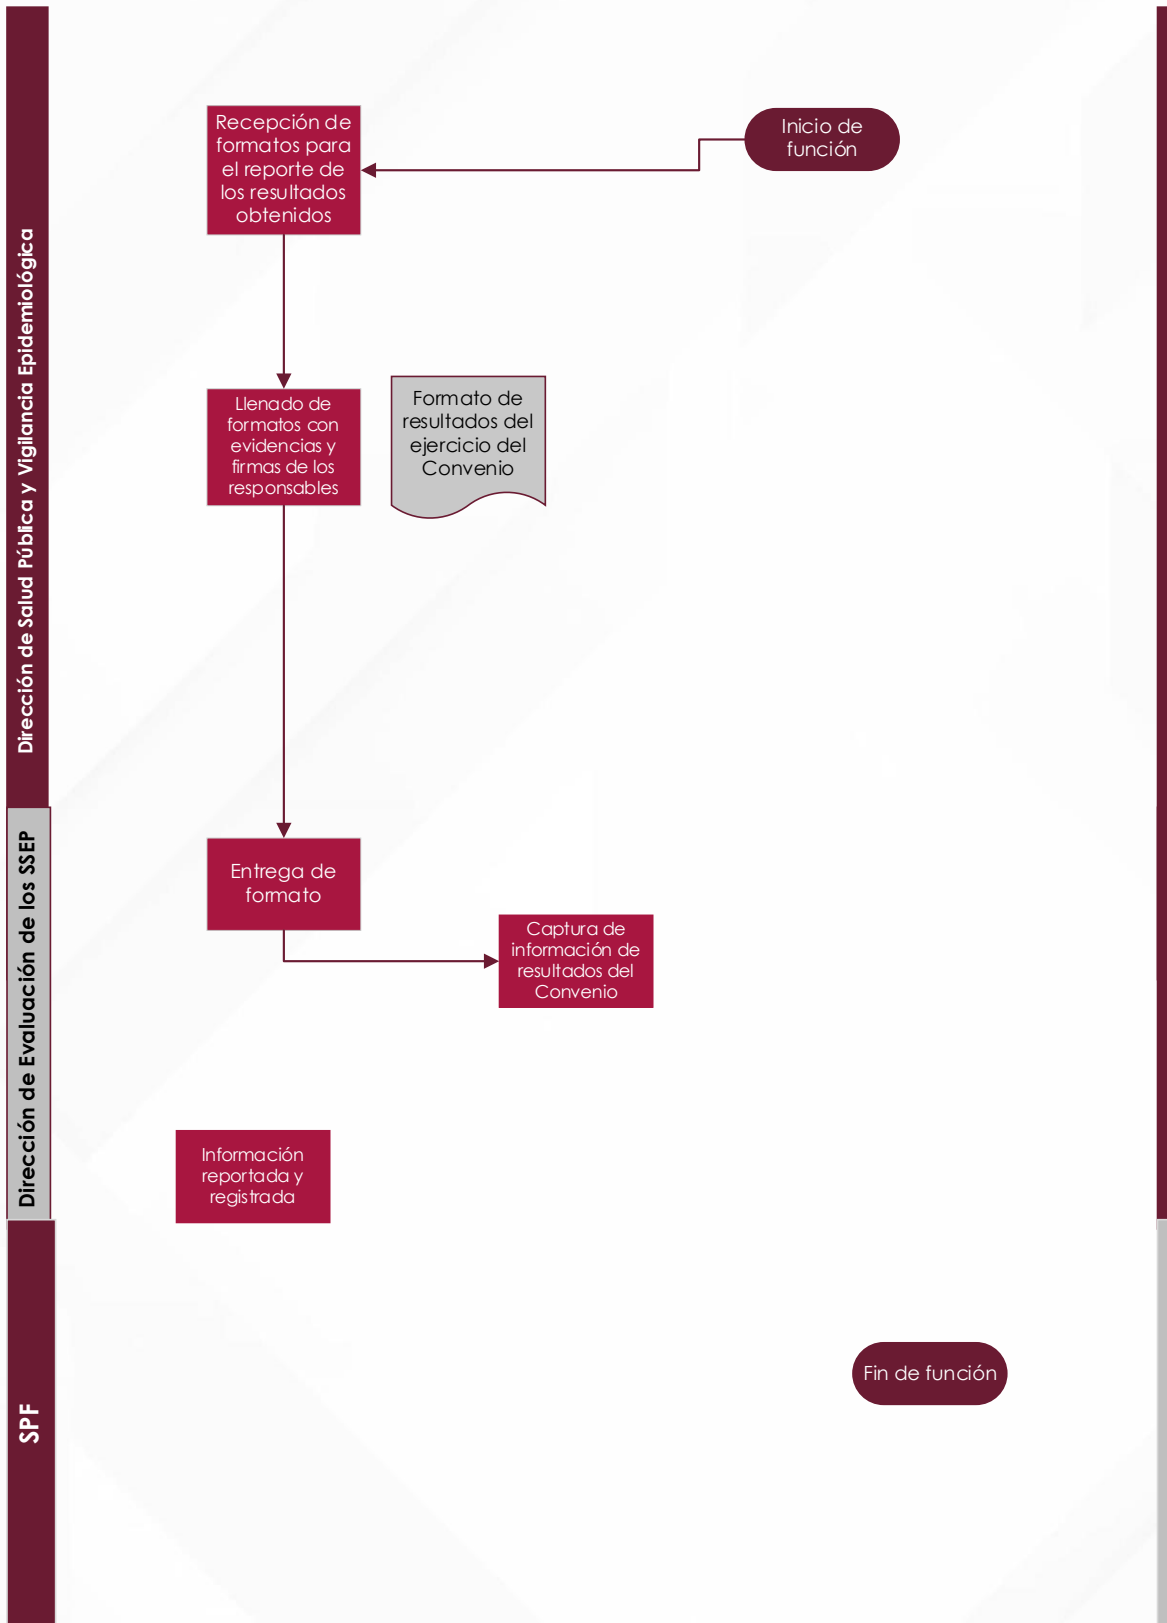 Dirección de Salud Pública y Vigilancia Epidemiológica
Recepción de
formatos para
el reporte de
los resultados
obtenidos
Inicio de
función
Llenado de
formatos con
evidencias y
firmas de los
responsables
Formato de
resultados del
ejercicio del
Convenio
Dirección de Evaluación de los SSEP
Entrega de
formato
Captura de
información de
resultados del
Convenio
Información
reportada y
registrada
SPF
Fin de función